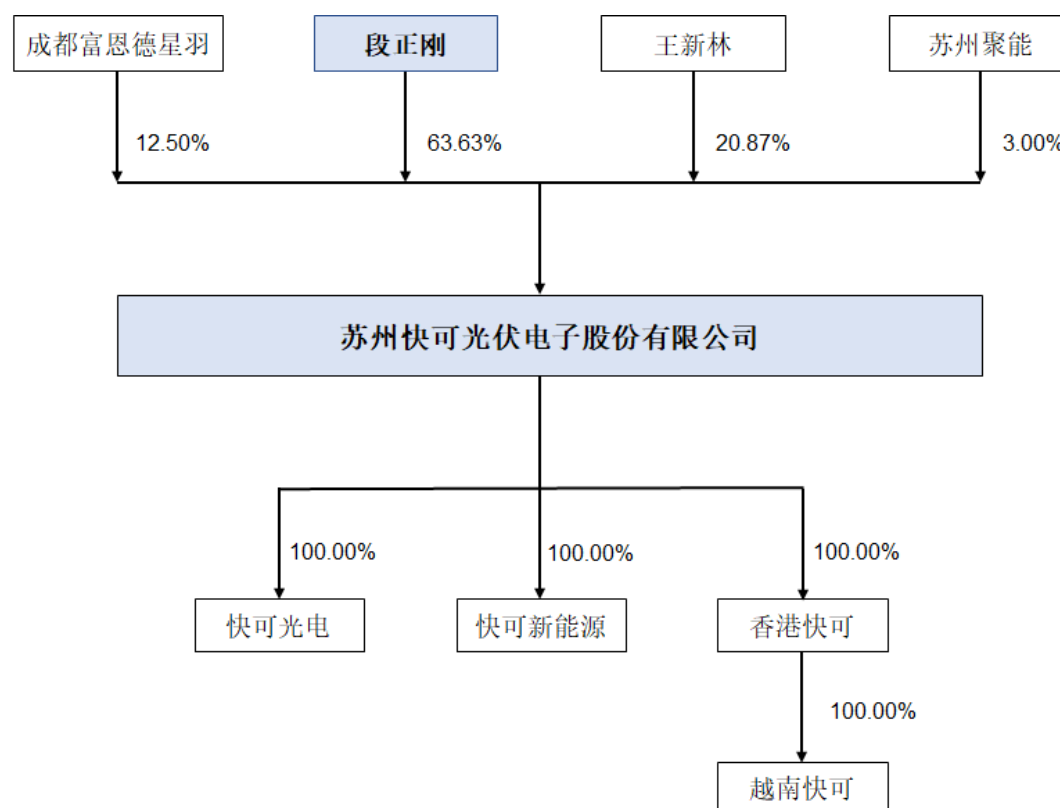 成都富恩德星羽
段正刚
王新林
苏州聚能
12.50%
63.63%
20.87%
3.00%
苏州快可光伏电子股份有限公司
100.00%
100.00%
100.00%
快可光电
快可新能源
香港快可
100.00%
越南快可